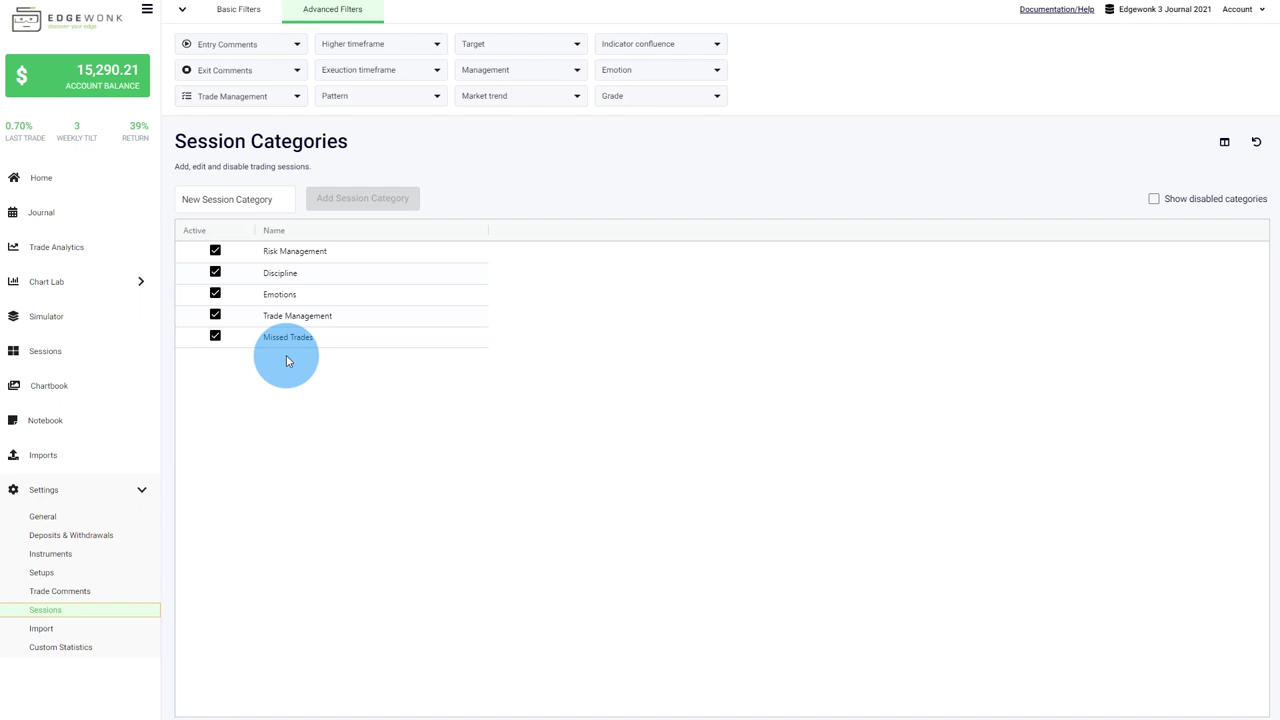 EDGEWONK
discover your edge
Basic Filters
Advanced Filters
Documentation/Help
Edgewonk 3 Journal 2021
Account
$
15,290.21
ACCOUNT BALANCE
0.70%
3
39%
LAST TRADE
WEEKLY TILT
RETURN
Entry Comments
Higher timeframe
Target
Indicator confluence
Exit Comments
Exeuction timeframe
Management
Emotion
Trade Management
Pattern
Market trend
Grade
Home
Journal
Trade Analytics
Chart Lab
Simulator
Sessions
Chartbook
Notebook
Imports
Settings
General
Deposits & Withdrawals
Instruments
Setups
Trade Comments
Sessions
Import
Custom Statistics
Session Categories
Add, edit and disable trading sessions.
New Session Category
Add Session Category
Show disabled categories
Active
Name
Risk Management
Discipline
Emotions
Trade Management
Missed Trades